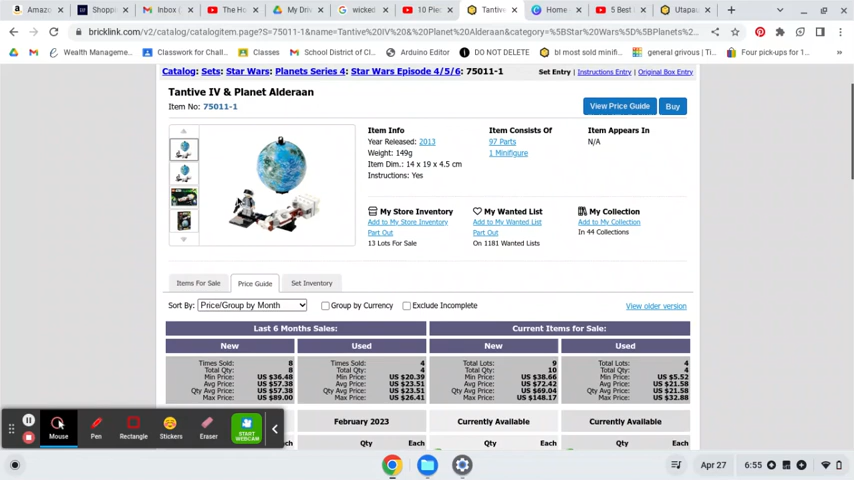 Amazo
Shoppo
Inbox (
The Ho
My Driv
wicked
10 Piec
Tantive
Home
5 Best
Utapa
bricklink.com/v2/catalog/catalogitem.page?S=75011-1&name=Tantive IV & Planet Alderaan&category=%5BStar Wars%5D%5BPlanets%...
Wealth Manageme...
Classwork for Chall...
Classes
School District of Cl...
Arduino Editor
DO NOT DELETE
bl most sold minifi...
general grivous | Ti...
Four pick-ups for 1...
Catalog: Sets: Star Wars: Planets Series 4: Star Wars Episode 4/5/6: 75011-1
Set Entry | Instructions Entry | Original Box Entry
Tantive IV & Planet Alderaan
Item No: 75011-1
View Price Guide
Buy
Item Info
Year Released: 2013
Weight: 149g
Item Dim.: 14 x 19 x 4.5 cm
Instructions: Yes
Item Consists Of
97 Parts
1 Minifigure
Item Appears In
N/A
My Store Inventory
Add to My Store Inventory
Part Out
13 Lots For Sale
My Wanted List
Add to My Wanted List
Part Out
On 1181 Wanted Lists
My Collection
Add to My Collection
In 44 Collections
Items For Sale
Price Guide
Set Inventory
Sort By: Price/Group by Month
Group by Currency
Exclude Incomplete
View older version
Last 6 Months Sales:
Current Items for Sale:
New
Used
New
Used
Times Sold: 8
Total Qty: 8
Min Price: US $36.48
Avg Price: US $57.38
Qty Avg Price: US $57.38
Max Price: US $89.00
Times Sold: 4
Total Qty: 4
Min Price: US $20.39
Avg Price: US $23.51
Qty Avg Price: US $23.51
Max Price: US $26.41
Total Lots: 9
Total Qty: 10
Min Price: US $38.66
Avg Price: US $72.42
Qty Avg Price: US $69.04
Max Price: US $148.17
Total Lots: 4
Total Qty: 4
Min Price: US $5.52
Avg Price: US $21.58
Qty Avg Price: US $21.58
Max Price: US $32.88
February 2023
Currently Available
Currently Available
Each
Qty
Each
Qty
Each
Qty
Each
Mouse
Pen
Rectangle
Stickers
Eraser
START
WEBCAM
Apr 27
6:55